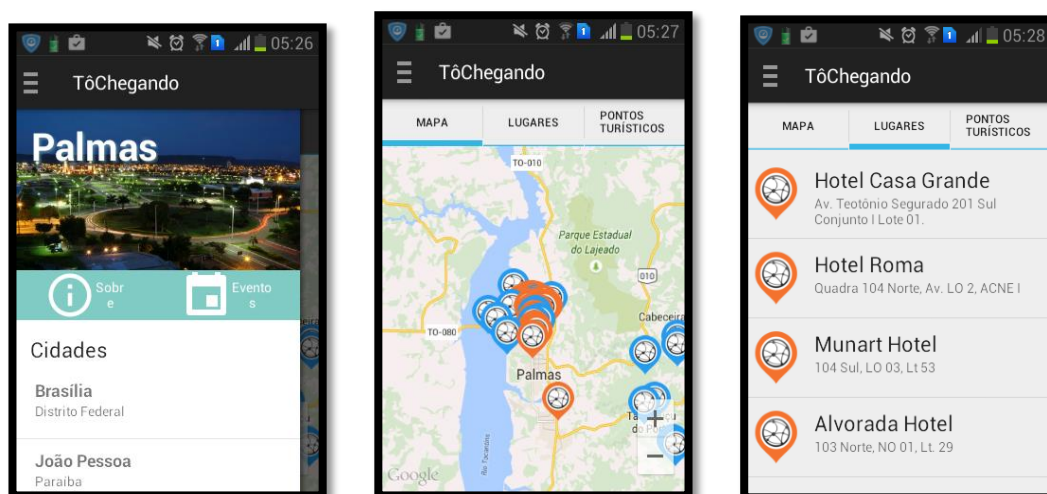 05:26
TôChegando
Palmas
Sobr
e
Evento
s
Cidades
Brasília
Distrito Federal
João Pessoa
Paraíba
05:27
TôChegando
MAPA
LUGARES
PONTOS
TURÍSTICOS
TO-010
Parque Estadual
do Lajeado
010
Cabeceira
TO-080
Palmas
Rio Tocantins
+
−
Google
05:28
TôChegando
MAPA
LUGARES
PONTOS
TURÍSTICOS
Hotel Casa Grande
Av. Teotônio Segurado 201 Sul
Conjunto I Lote 01.
Hotel Roma
Quadra 104 Norte, Av. LO 2, ACNE I
Munart Hotel
104 Sul, LO 03, Lt 53
Alvorada Hotel
103 Norte, NO 01, Lt. 29